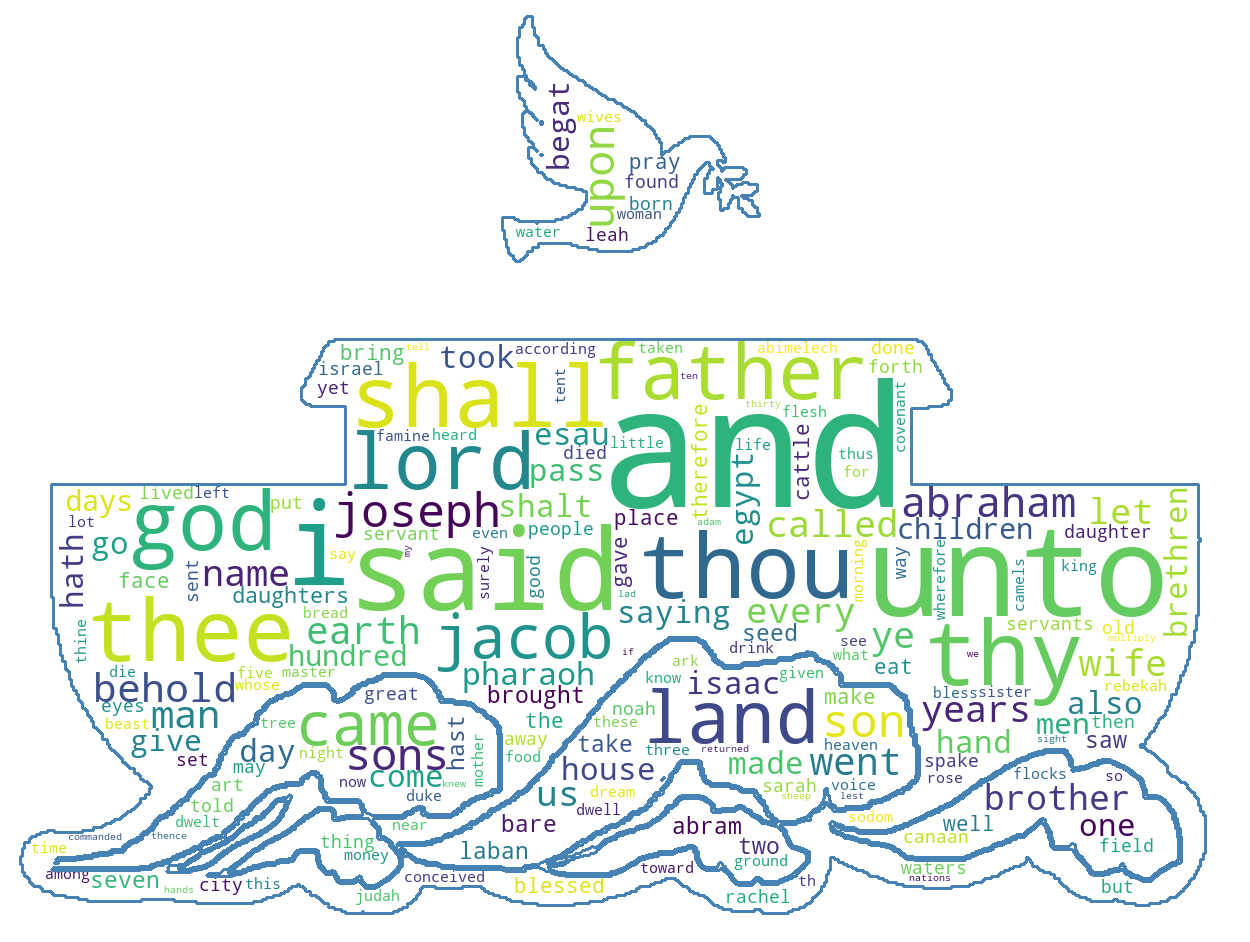 begat
wives
upon
pray
found
born
woman
water
leah
bring
tell
took
according
taken
abimelech
done
israel
shall
father
forth
yet
tent
ten
thirty
flesh
covenant
and
famine
heard
esau
little
therefore
life
cattle
lord
died
thus
pass
egypt
for
days
lived
left
put
joseph
shalt
abraham
let
lot
god
i
people
place
adam
called
children
daughter
brethren
go
even
hath
say
my
said
surely
good
gave
thou
morning
way
wherefore
unto
king
face
sent
name
lad
camels
daughters
bread
saying
every
servant
servants
thine
thee
earth
jacob
seed
ye
thy
old
multiply
hundred
if
drink
see
what
we
sight
wife
die
five
master
pharaoh
ark
eat
whose
know
isaac
given
bless
sister
rebekah
behold
great
brought
eyes
man
beast
tree
came
hast
the
noah
these
land
make
son
years
also
men
then
give
day
night
sons
mother
away
take
three
returned
heaven
hand
saw
set
may
now
come
knew
food
house
made
went
spake
art
duke
us
dream
sarah
sheep
voice
lest
rose
flocks
so
told
dwell
brother
dwelt
near
bare
abram
sodom
well
one
commanded
thence
thing
two
canaan
field
time
money
laban
ground
among
seven
city
this
conceived
toward
waters
hands
judah
blessed
rachel
th
nations
but